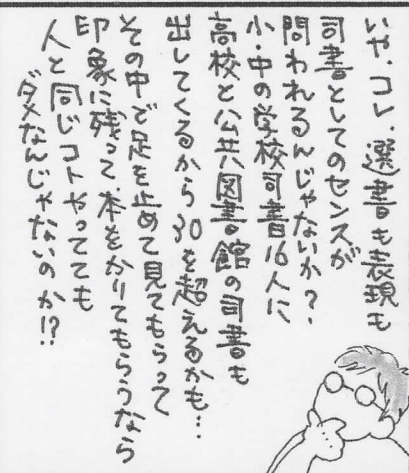 いや、コレ、選書も表現も
司書としてのセンスが
問われるんじゃないか?、
小・中の学校司書16人に
高校と公共図書館の司書も
出してくるから30を超えるかも…
その中で足を止めて見てもらって
印象に残って、本をかりてもらうなら
人と同じコトやってても
ダメなんじゃないのか!?